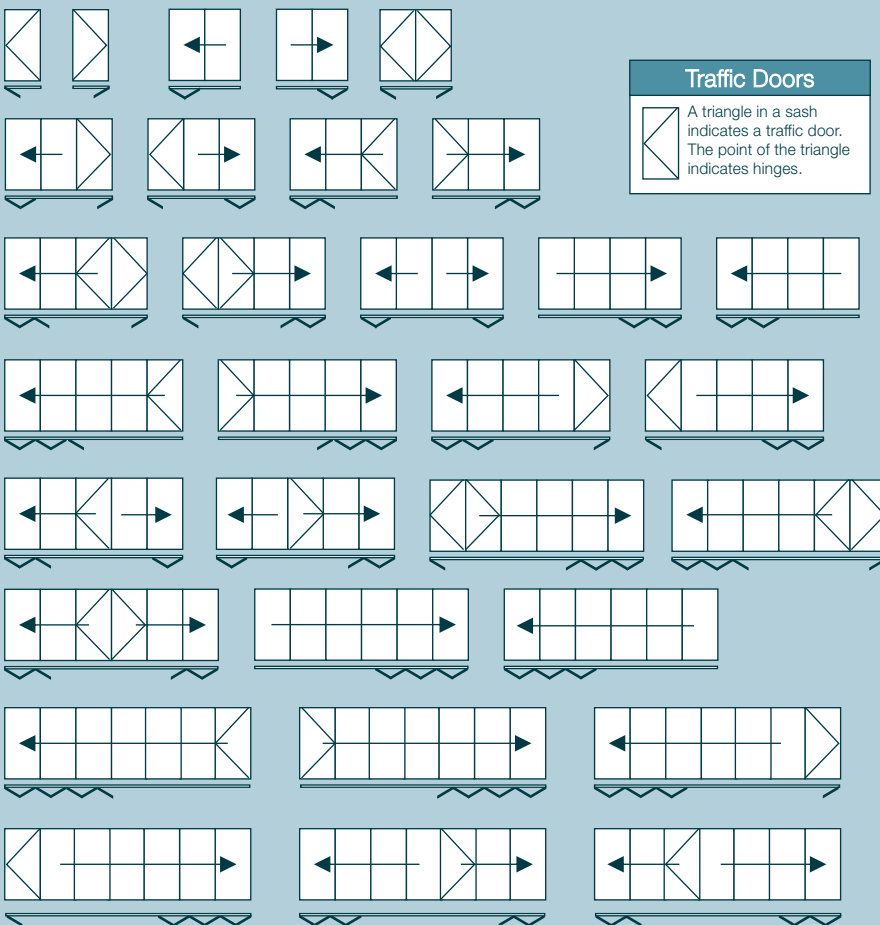 Traffic Doors
A triangle in a sash
indicates a traffic door.
The point of the triangle
indicates hinges.